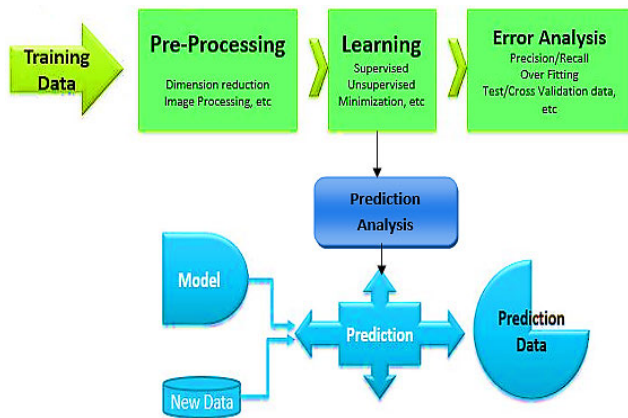 Training
Data
Pre-Processing
Dimension reduction
Image Processing, etc
Learning
Supervised
Unsupervised
Minimization, etc
Error Analysis
Precision/Recall
Over Fitting
Test/Cross Validation data,
etc
Prediction
Analysis
Model
Prediction
Prediction
Data
New Data